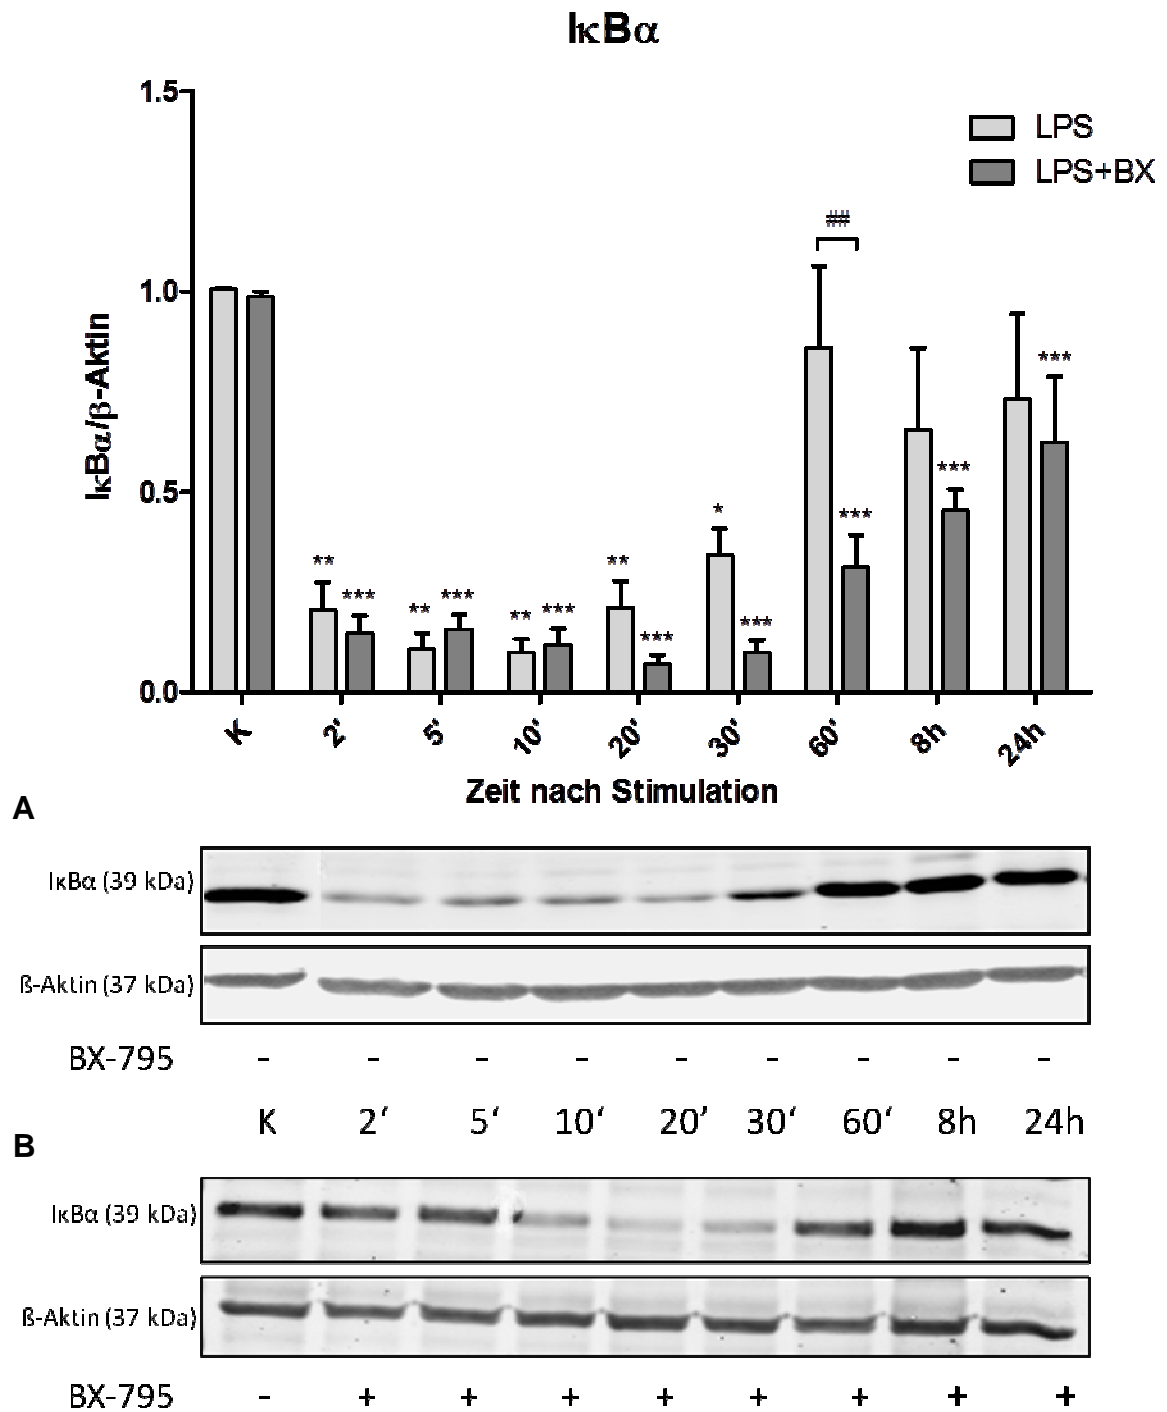 IκBα
1.5
LPS
LPS+BX
##
1.0
IκBα/β-Aktin
***
***
0.5
*
***
** ** 
*** *** *** ***
** **
*** ***
0.0
K 2' 5' 10' 20' 30' 60' 8h 24h
Zeit nach Stimulation
A
IκBα (39 kDa)
ß-Aktin (37 kDa)
BX-795 - - - - - - - - -
K 2‘ 5‘ 10‘ 20’ 30‘ 60‘ 8h 24h
B
IκBα (39 kDa)
ß-Aktin (37 kDa)
BX-795 - + + + + + + + +